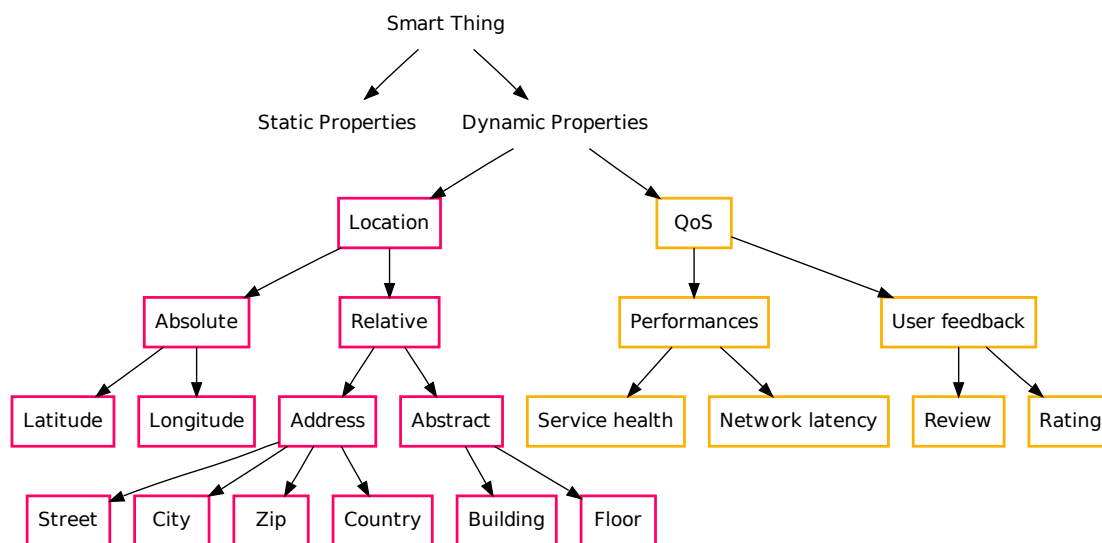 Smart Thing
Static Properties
Dynamic Properties
Location
QoS
Absolute
Relative
Performances
User feedback
Latitude
Longitude
Address
Abstract
Service health
Network latency
Review
Rating
Street
City
Zip
Country
Building
Floor